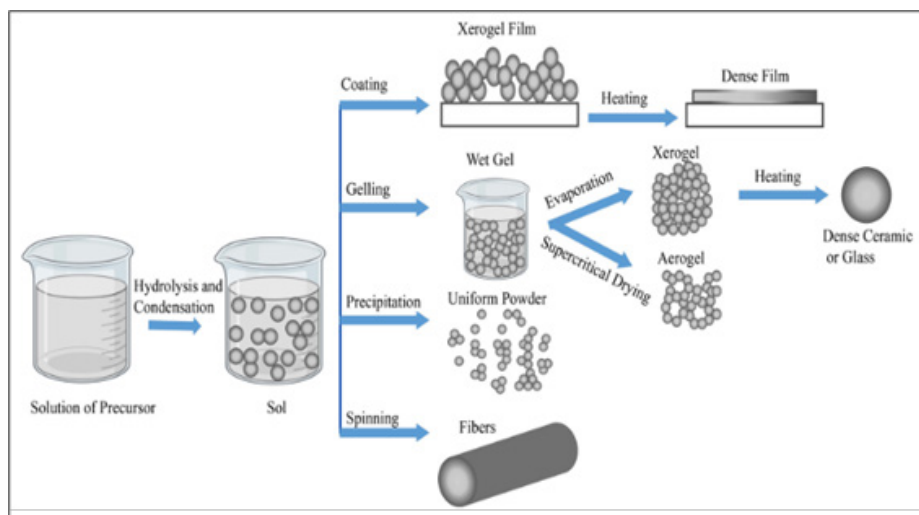 Xerogel Film
Coating
Heating
Dense Film
Wet Gel
Gelling
Evaporation
Supercritical Drying
Xerogel
Heating
Dense Ceramic
or Glass
Aerogel
Hydrolysis and
Condensation
Precipitation
Uniform Powder
Solution of Precursor
Sol
Spinning
Fibers